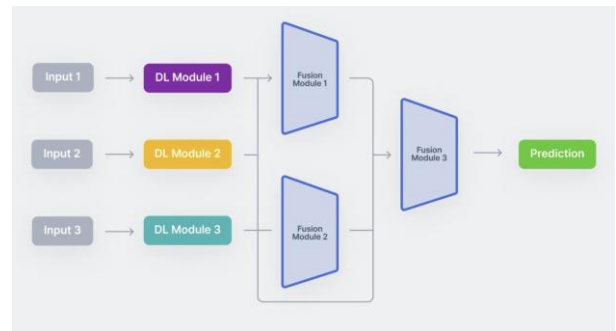 Input 1
DL Module 1
Fusion
Module 1
Input 2
DL Module 2
Fusion
Module 3
Prediction
Input 3
DL Module 3
Fusion
Module 2